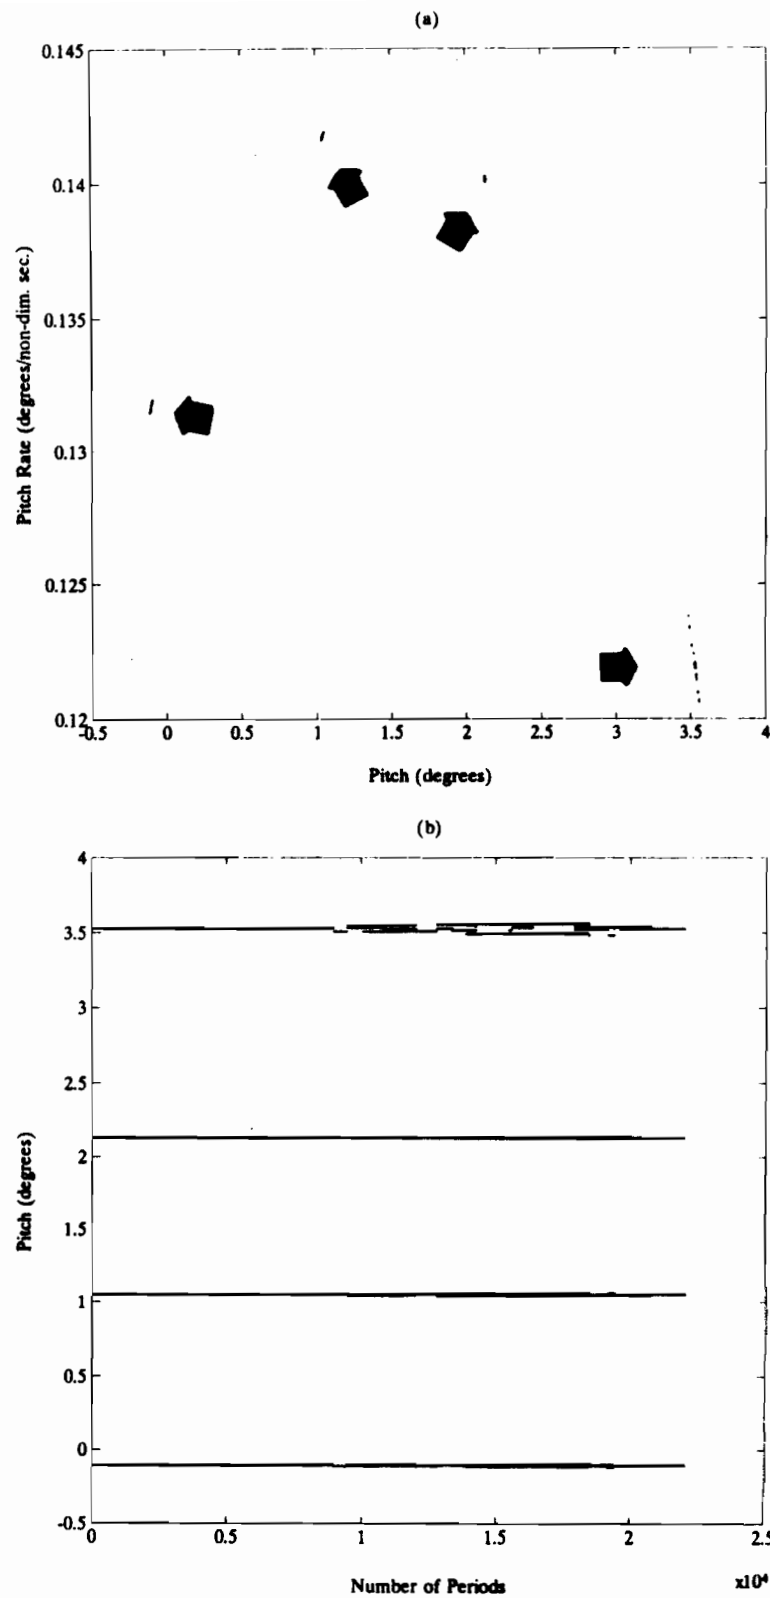 (a)
0.145
0.14
0.135
0.13
0.125
0.12
-0.5 0 0.5 1 1.5 2 2.5 3 3.5 4
Pitch Rate (degrees/non-dim. sec.)
Pitch (degrees)
(b)
4
3.5
3
2.5
2
1.5
1
0.5
0
-0.5
0 0.5 1 1.5 2 2.5
Pitch (degrees)
x10⁴
Number of Periods